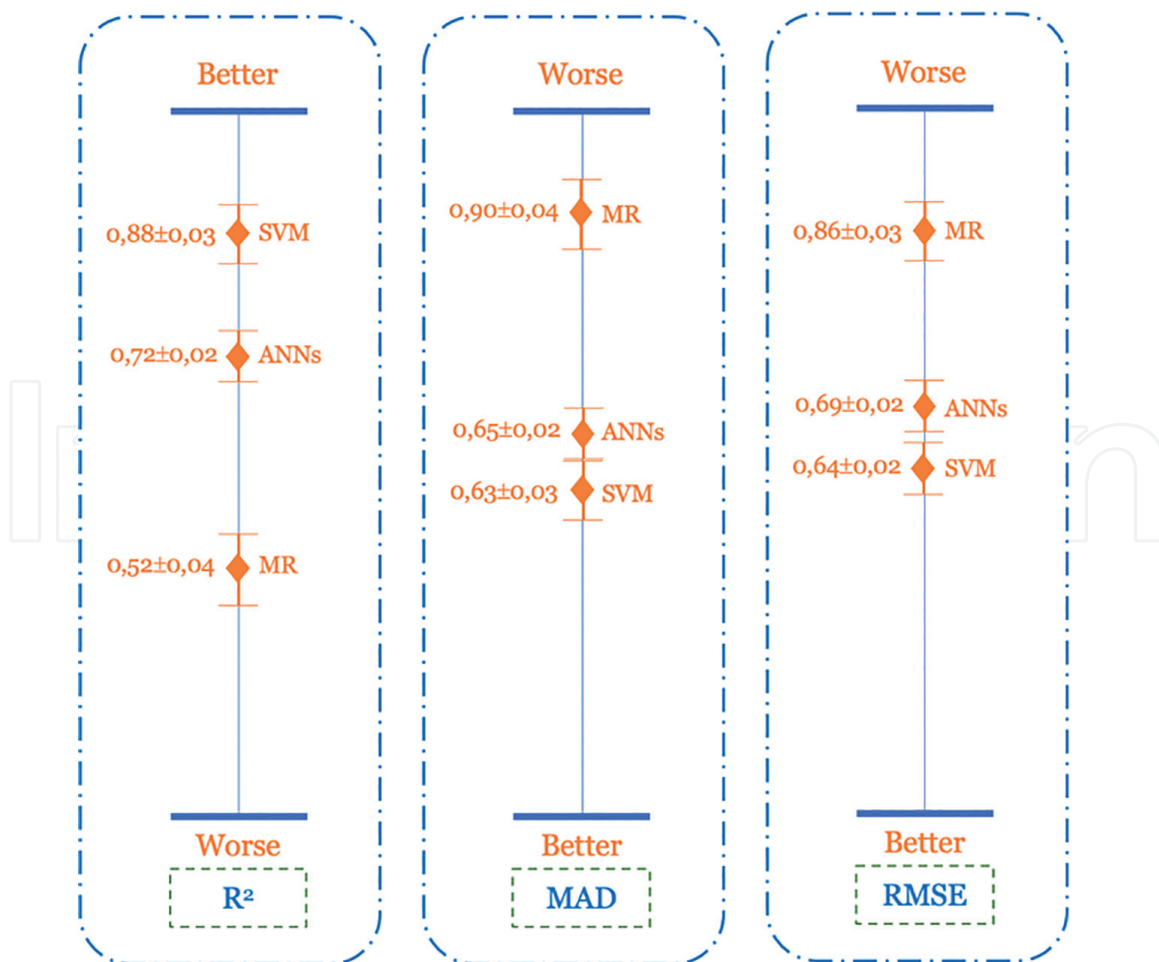 Better
0,88±0,03 SVM
0,72±0,02 ANNs
0,52±0,04 MR
Worse
R²
Worse
0,90±0,04 MR
0,65±0,02 ANNs
0,63±0,03 SVM
Better
MAD
Worse
0,86±0,03 MR
0,69±0,02 ANNs
0,64±0,02 SVM
Better
RMSE